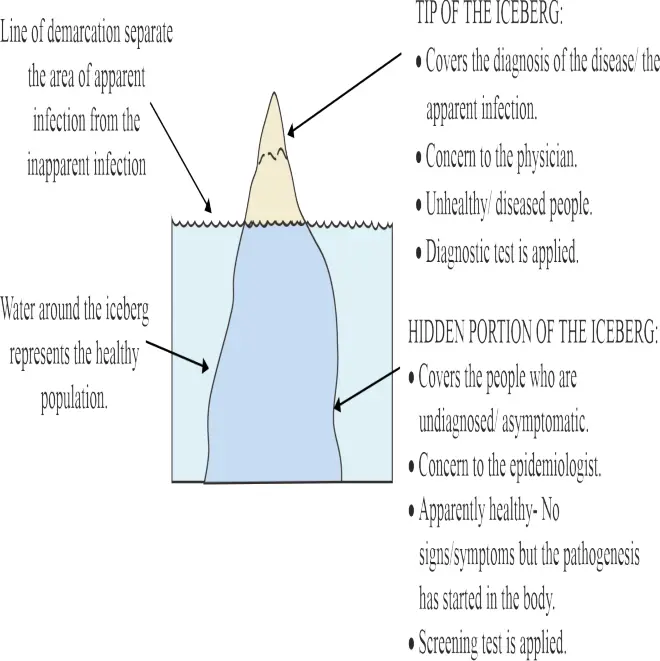 Line of demarcation separate
the area of apparent
infection from the
inapparent infection
Water around the iceberg
represents the healthy
population.
TIP OF THE ICEBERG:
• Covers the diagnosis of the disease/ the
apparent infection.
• Concern to the physician.
• Unhealthy/ diseased people.
• Diagnostic test is applied.
HIDDEN PORTION OF THE ICEBERG:
• Covers the people who are
undiagnosed/ asymptomatic.
• Concern to the epidemiologist.
• Apparently healthy- No
signs/symptoms but the pathogenesis
has started in the body.
• Screening test is applied.